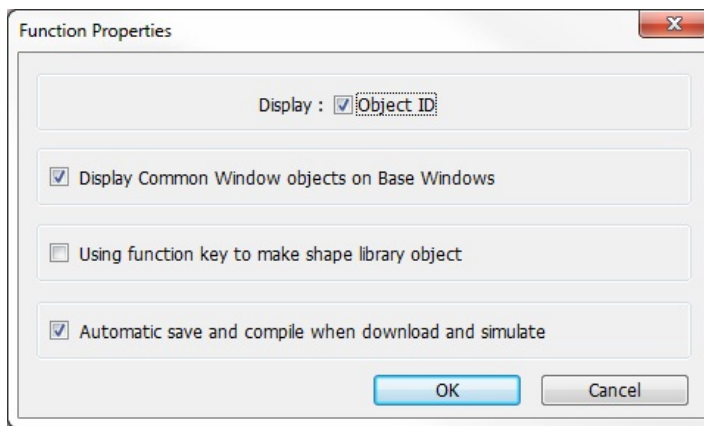 Function Properties
Display : Object ID
Display Common Window objects on Base Windows
Using function key to make shape library object
Automatic save and compile when download and simulate
OK Cancel